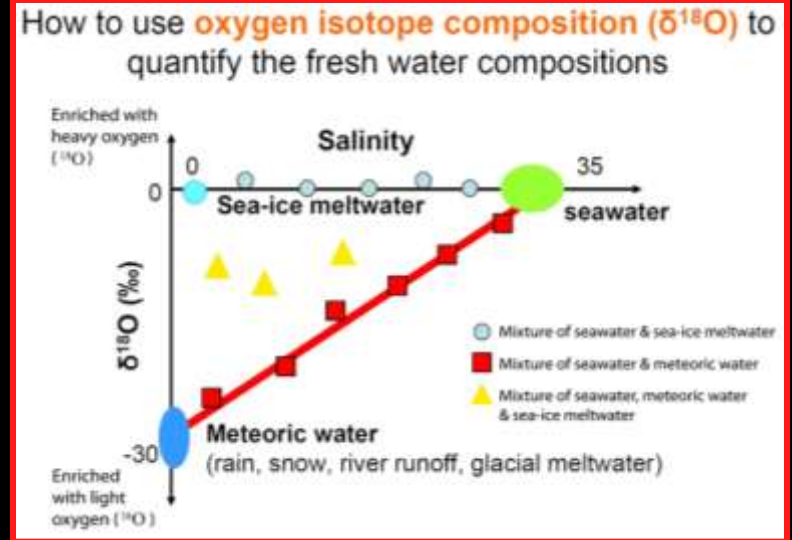 How to use oxygen isotope composition (δ¹⁸O) to
quantify the fresh water compositions
Enriched with
heavy oxygen
(¹⁸O)
Salinity
0
35
0
Sea-ice meltwater
seawater
δ¹⁸O (‰)
Mixture of seawater & sea-ice meltwater
Mixture of seawater & meteoric water
Mixture of seawater, meteoric water
& sea-ice meltwater
Meteoric water
-30
(rain, snow, river runoff, glacial meltwater)
Enriched
with light
oxygen (¹⁶O)